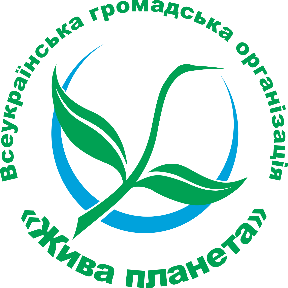 Всеукраїнська громадська організація
«Жива планета»